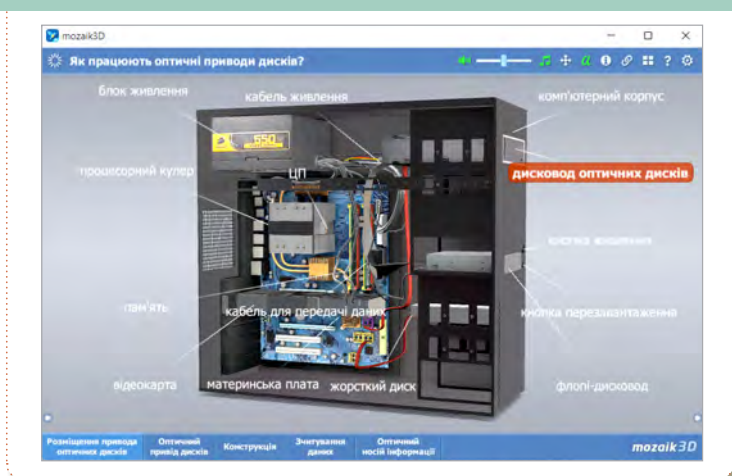 mozaik3D
Як працюють оптичні приводи дисків?
блок живлення
кабель живлення
комп'ютерний корпус
дисковод оптичних дисків
процесорний кулер
ЦП
550
кнопка вмикання
пам'ять
кабель для передачі даних
кнопка перезавантаження
відеокарта
материнська плата
жорсткий диск
флопі-дисковод
Розміщення привода
оптичних дисків
Оптичний
привід дисків
Конструкція
Зчитування
даних
Оптичний
носій інформації
mozaik3D